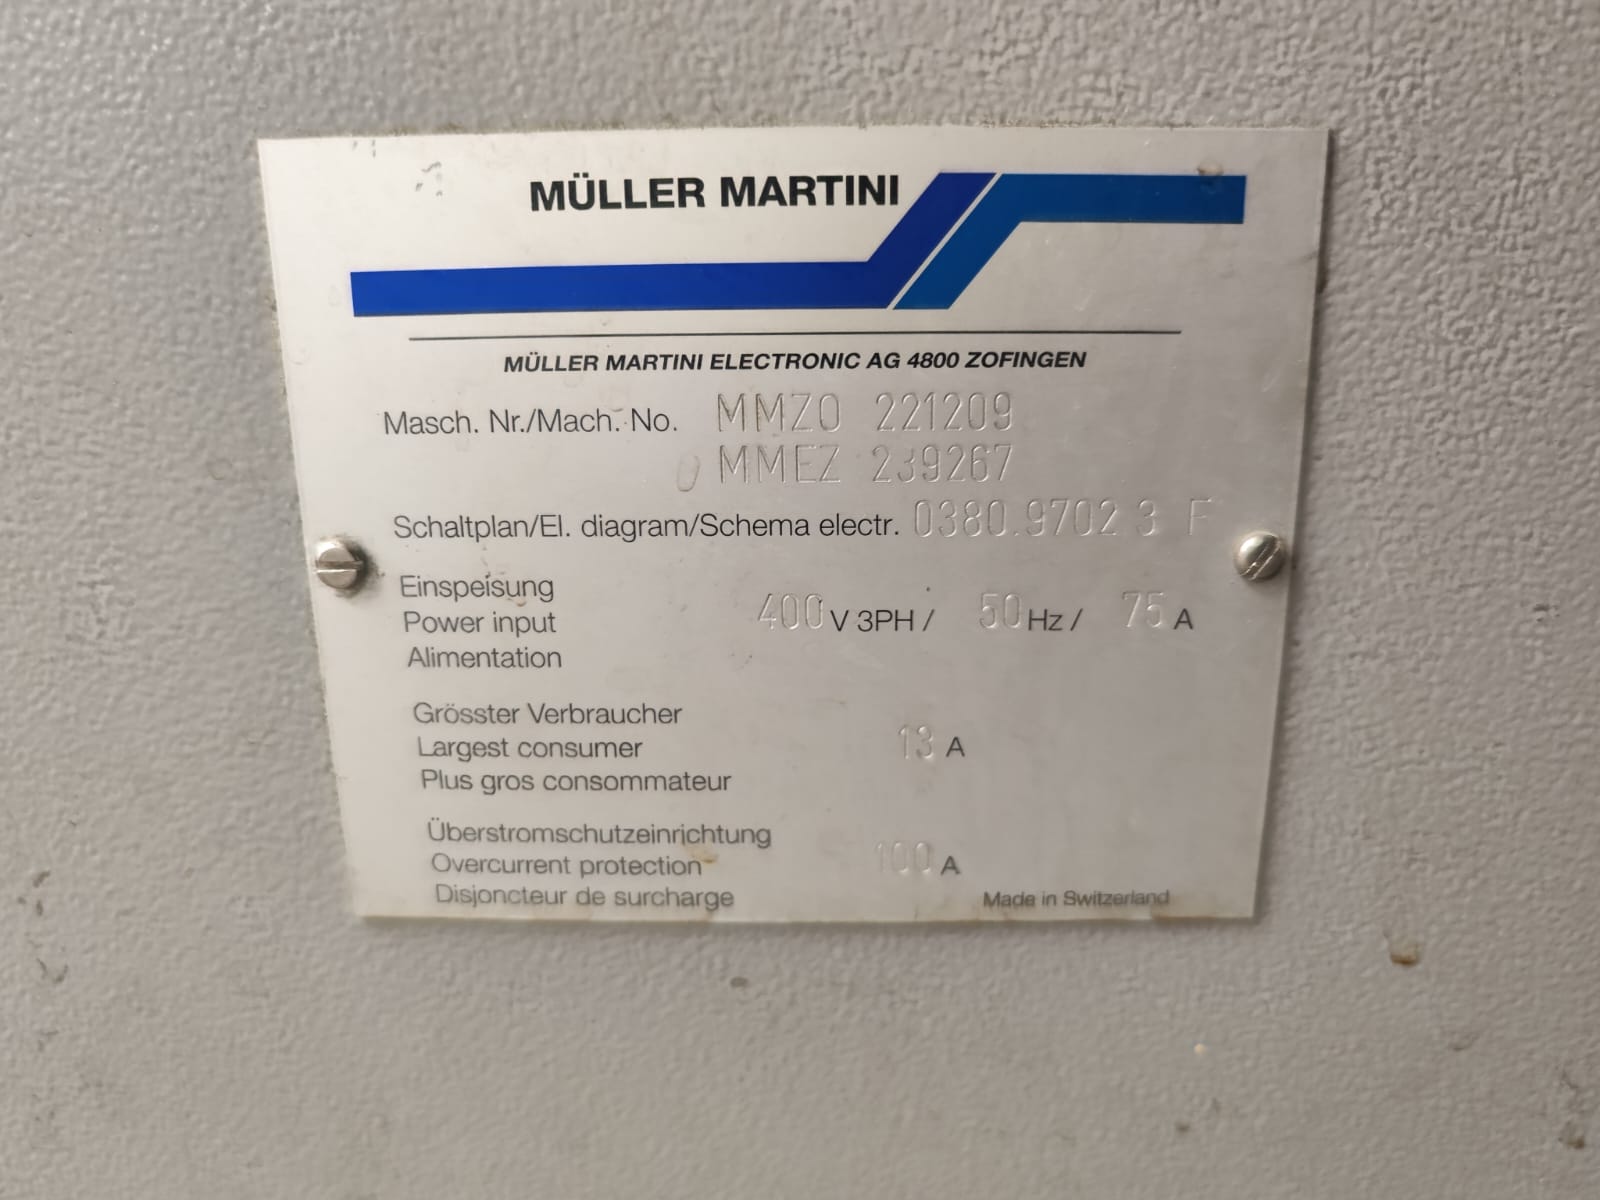 MÜLLER MARTINI
MÜLLER MARTINI ELECTRONIC AG 4800 ZOFINGEN
Masch. Nr./Mach. No. MMZO 221209
MMEZ 239267
Schaltplan/El. diagram/Schema electr. 0380.9702 3 F
Einspeisung
Power input 400 V 3PH / 50 Hz / 75 A
Alimentation
Grösster Verbraucher
Largest consumer 13 A
Plus gros consommateur
Überstromschutzeinrichtung
Overcurrent protection 100 A
Disjoncteur de surcharge
Made in Switzerland